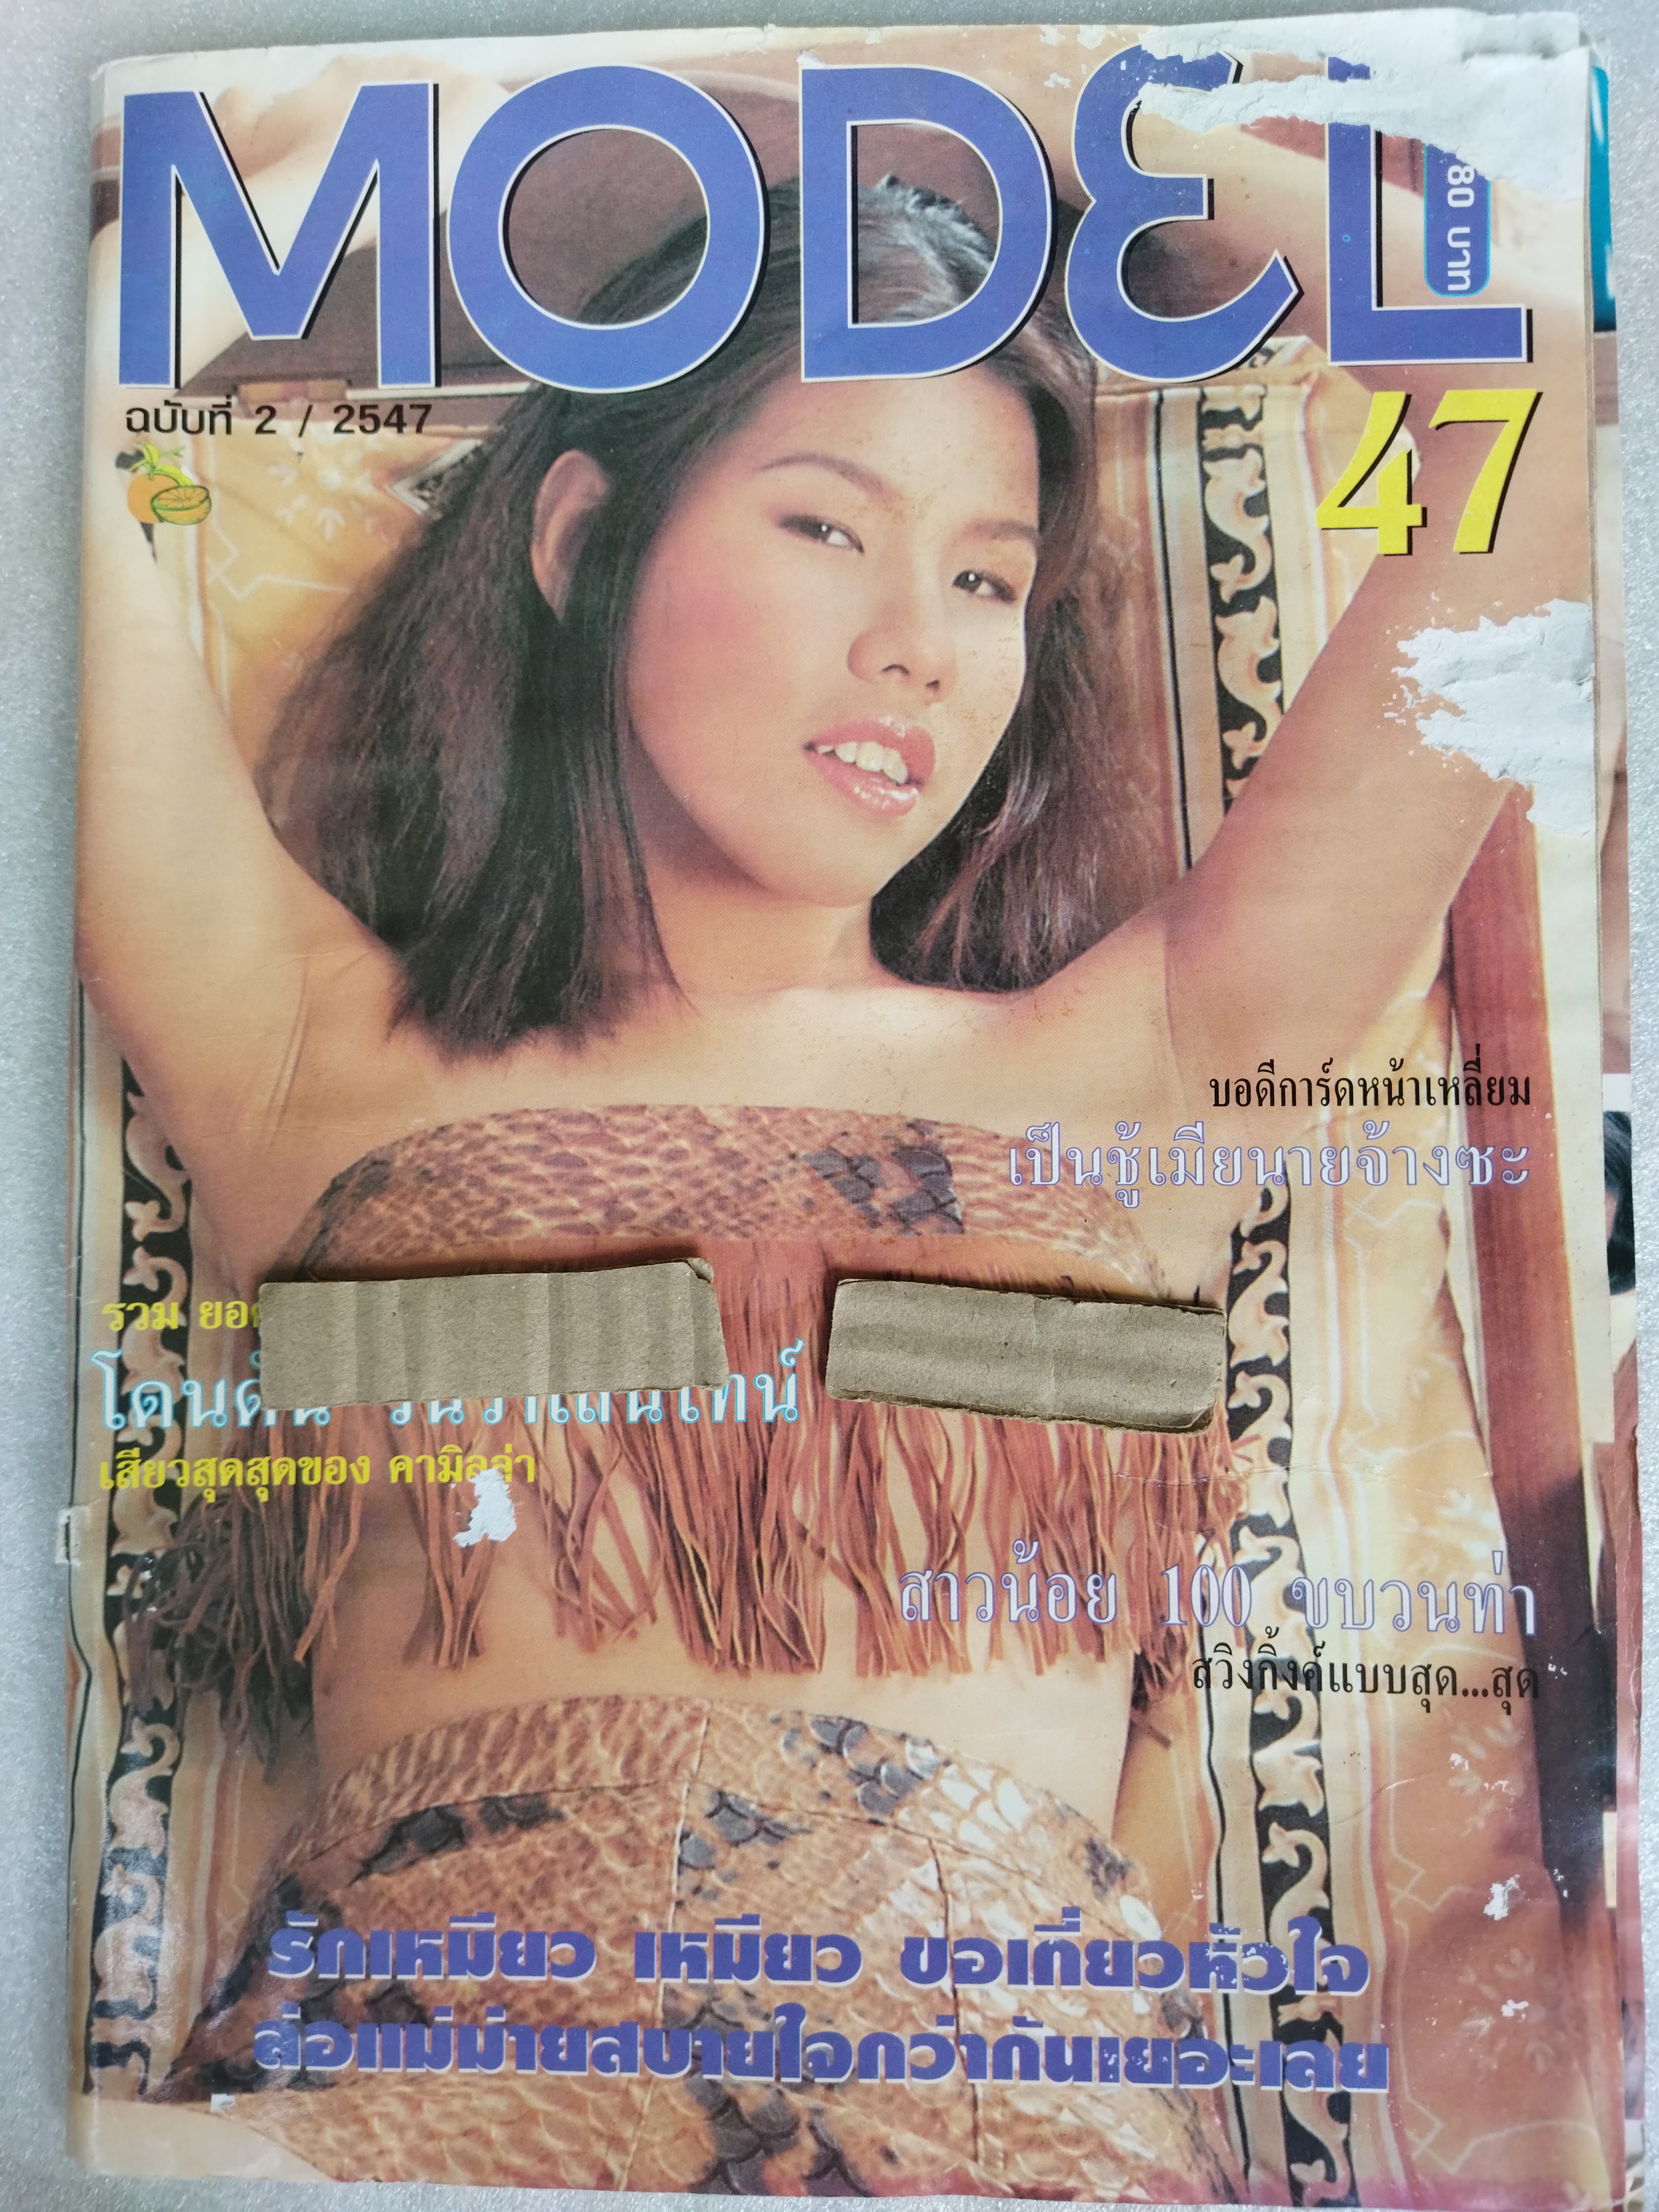 MODEL
80 บาท
ฉบับที่ 2 / 2547
47
บอดีการ์ดหน้าเหลี่ยม
เป็นชู้เมียนายจ้างซะ
รวม
เสียวสุดสุดของ คามิลล่า
สาวน้อย 100 ขบวนท่า
สวิงกิ้งค์แบบสุด...สุด
รักเหมียว เหมียว ขอเกี่ยวหัวใจ
ล่อแม่ม่ายสบายใจกว่ากันเยอะเลย